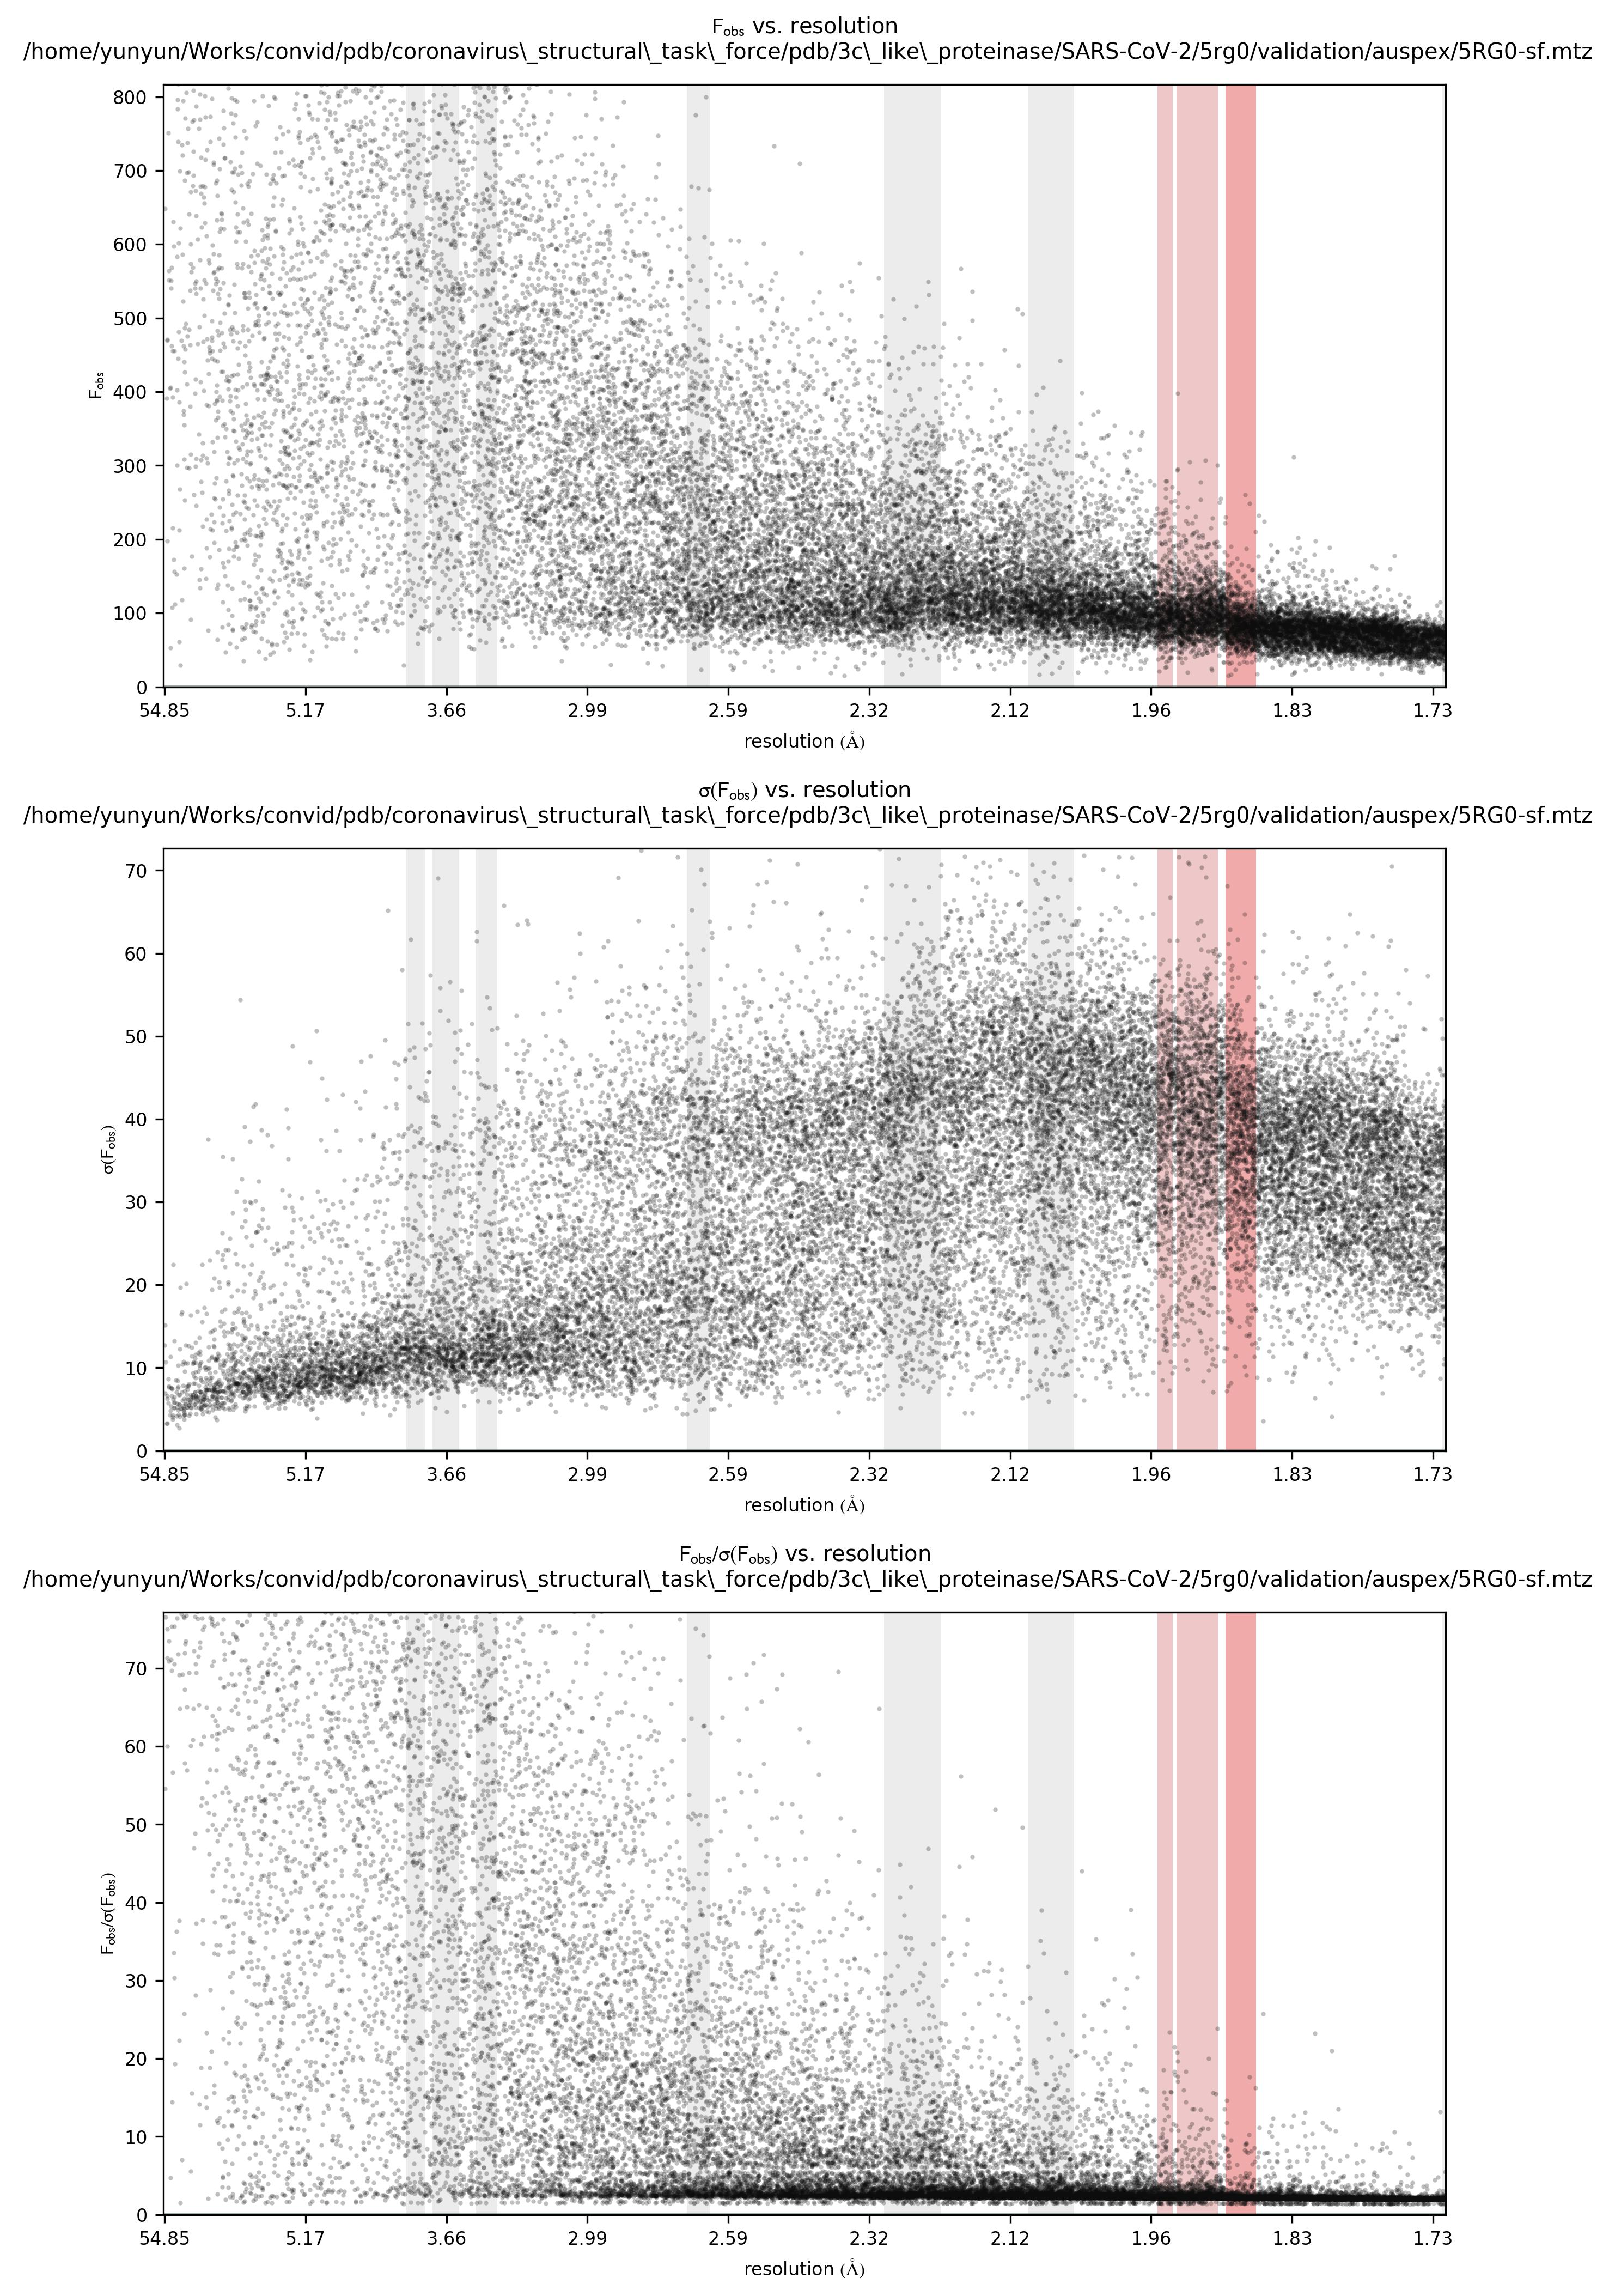 Fobs vs. resolution
/home/yunyun/Works/convid/pdb/coronavirus\_structural\_task\_force/pdb/3c\_like\_proteinase/SARS-CoV-2/5rg0/validation/auspex/5RG0-sf.mtz
800
700
600
500
400
300
200
100
0
Fobs
54.85 5.17 3.66 2.99 2.59 2.32 2.12 1.96 1.83 1.73
resolution (Å)
σ(Fobs) vs. resolution
/home/yunyun/Works/convid/pdb/coronavirus\_structural\_task\_force/pdb/3c\_like\_proteinase/SARS-CoV-2/5rg0/validation/auspex/5RG0-sf.mtz
70
60
50
40
30
20
10
0
σ(Fobs)
54.85 5.17 3.66 2.99 2.59 2.32 2.12 1.96 1.83 1.73
resolution (Å)
Fobs/σ(Fobs) vs. resolution
/home/yunyun/Works/convid/pdb/coronavirus\_structural\_task\_force/pdb/3c\_like\_proteinase/SARS-CoV-2/5rg0/validation/auspex/5RG0-sf.mtz
70
60
50
40
30
20
10
0
Fobs/σ(Fobs)
54.85 5.17 3.66 2.99 2.59 2.32 2.12 1.96 1.83 1.73
resolution (Å)